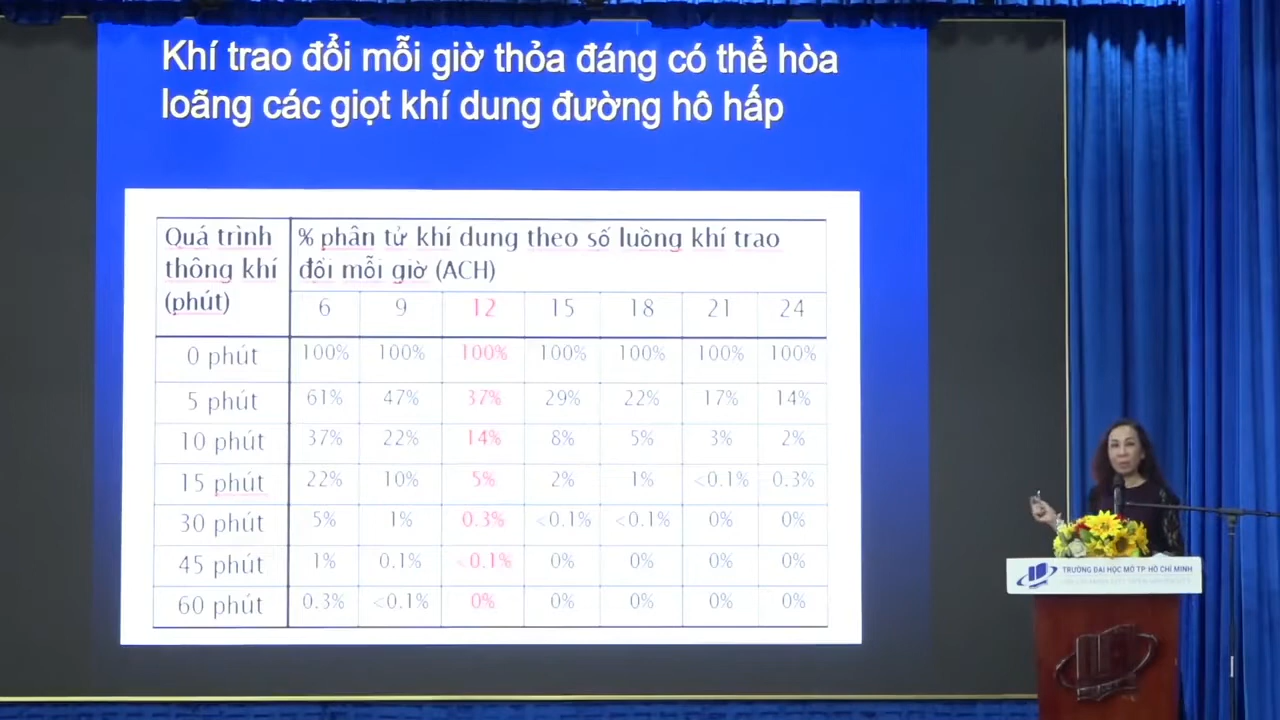 Khí trao đổi mỗi giờ thỏa đáng có thể hòa
loãng các giọt khí dung đường hô hấp
Quá trình
thông khí
(phút)
% phân tử khí dung theo số luồng khí trao
đổi mỗi giờ (ACH)
6 9 12 15 18 21 24
0 phút 100% 100% 100% 100% 100% 100% 100%
5 phút 61% 47% 37% 29% 22% 17% 14%
10 phút 37% 22% 14% 8% 5% 3% 2%
15 phút 22% 10% 5% 2% 1% <0.1% 0.3%
30 phút 5% 1% 0.3% <0.1% <0.1% 0% 0%
45 phút 1% 0.1% <0.1% 0% 0% 0% 0%
60 phút 0.3% <0.1% 0% 0% 0% 0% 0%
TRƯỜNG ĐẠI HỌC MỞ TP. HỒ CHÍ MINH